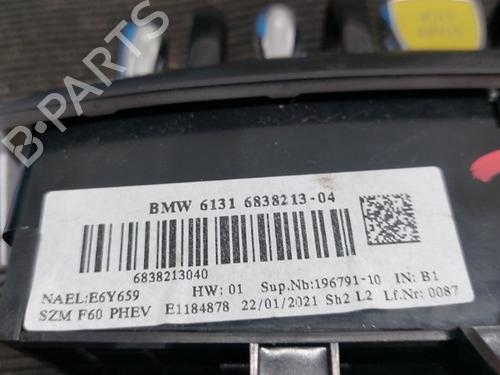 B-PARTS
BMW 6131 6838213-04
6838213040
NAEL:E6Y659 HW: 01 Sup.Nb:196791-10 IN: B1
SZM F60 PHEV E1184878 22/01/2021 Sh2 L2 Lf.Nr: 0087